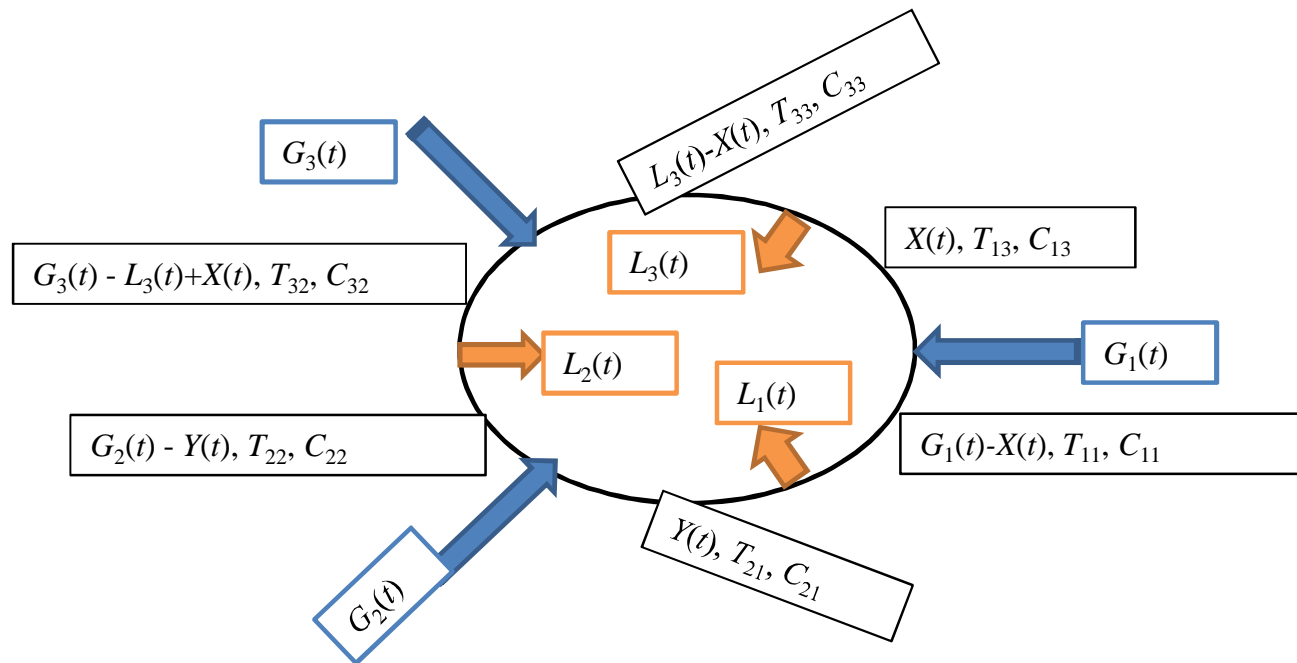 L₃(t)-X(t), T₃₃, C₃₃
G₃(t)
X(t), T₁₃, C₁₃
L₃(t)
G₃(t) - L₃(t)+X(t), T₃₂, C₃₂
L₂(t)
G₁(t)
L₁(t)
G₂(t) - Y(t), T₂₂, C₂₂
G₁(t)-X(t), T₁₁, C₁₁
Y(t), T₂₁, C₂₁
G₂(t)